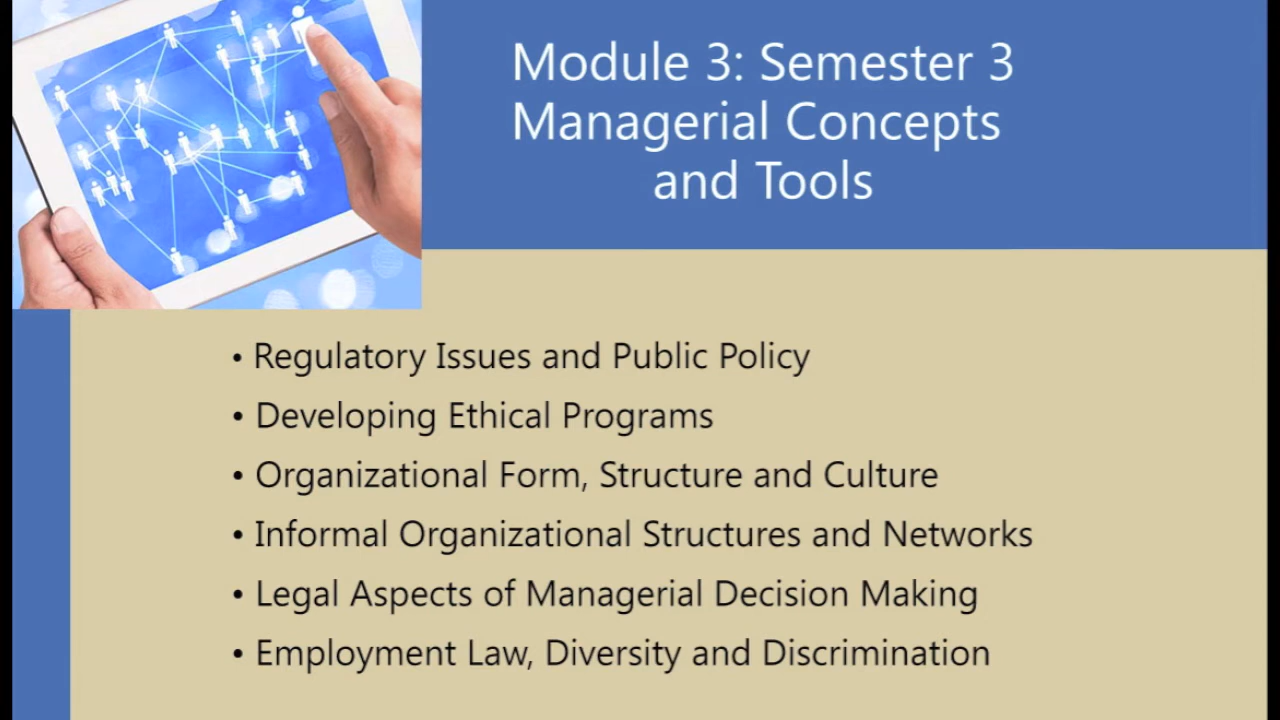 Module 3: Semester 3
Managerial Concepts
and Tools
• Regulatory Issues and Public Policy
• Developing Ethical Programs
• Organizational Form, Structure and Culture
• Informal Organizational Structures and Networks
• Legal Aspects of Managerial Decision Making
• Employment Law, Diversity and Discrimination